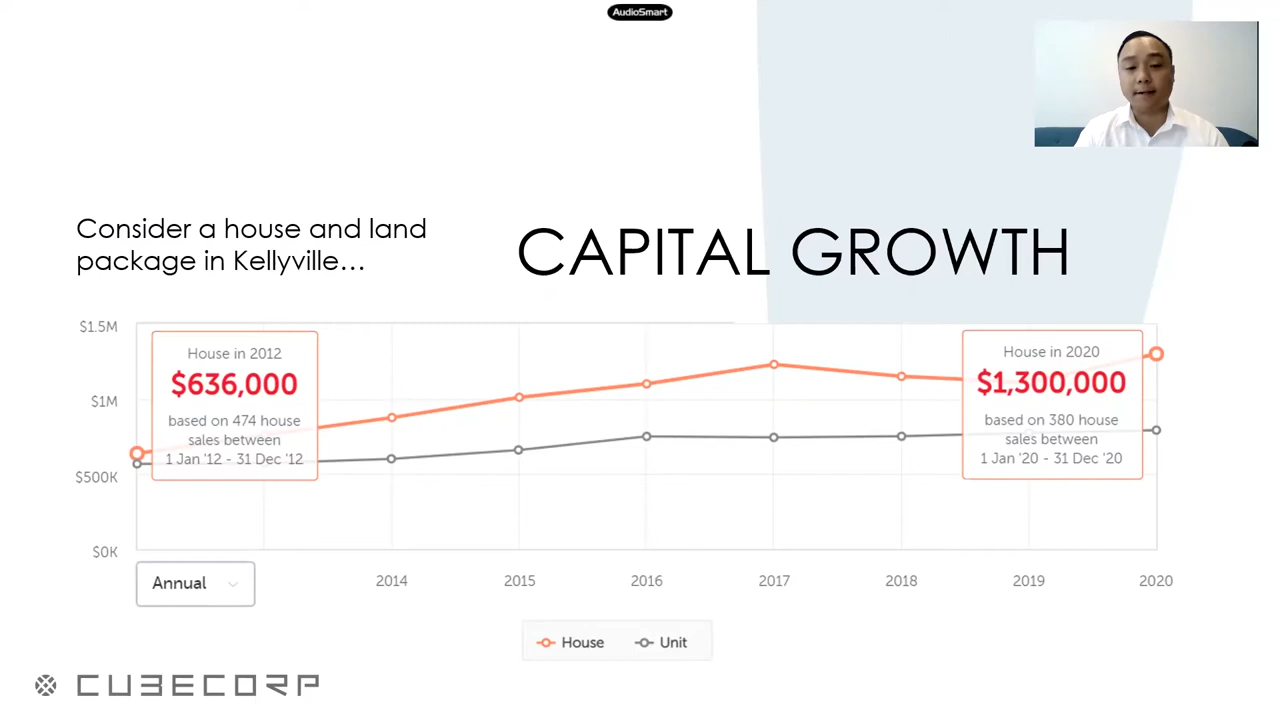 AudioSmart
Consider a house and land
package in Kellyville...
CAPITAL GROWTH
$1.5M
$1M
$500K
$0K
House in 2012
$636,000
based on 474 house
sales between
1 Jan '12 - 31 Dec '12
House in 2020
$1,300,000
based on 380 house
sales between
1 Jan '20 - 31 Dec '20
Annual
2014 2015 2016 2017 2018 2019 2020
House Unit
CUBECORP